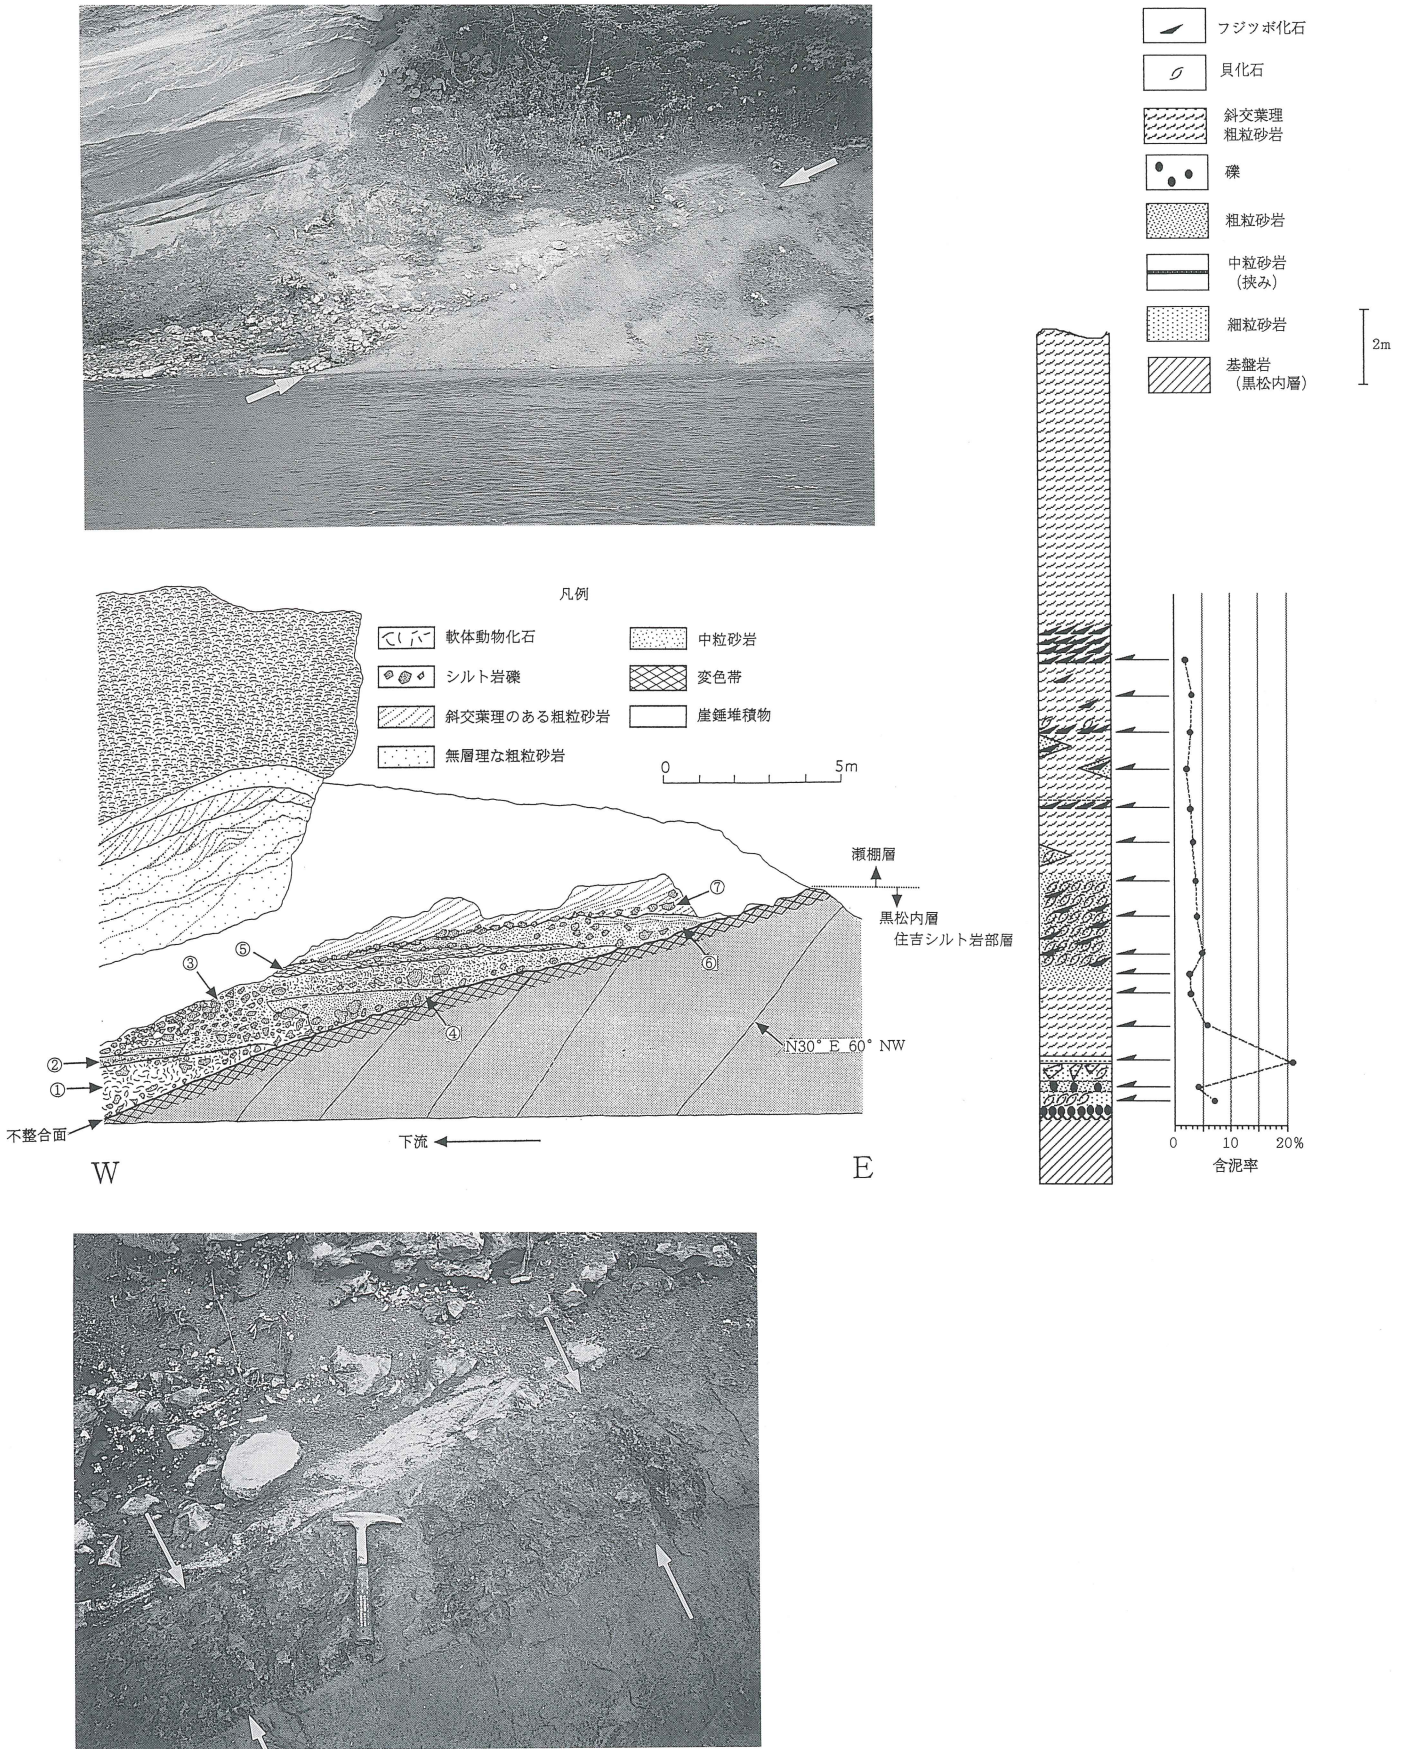 フジツボ化石
貝化石
斜交葉理
粗粒砂岩
礫
粗粒砂岩
中粒砂岩
(挟み)
細粒砂岩
基盤岩
(黒松内層)
2m
凡例
軟体動物化石
シルト岩礫
斜交葉理のある粗粒砂岩
無層理な粗粒砂岩
中粒砂岩
変色帯
崖錘堆積物
0 5m
瀬棚層
黒松内層
住吉シルト岩部層
⑦
⑤
③
⑥
④
N30° E 60° NW
②
①
不整合面
下流
W E
0 10 20%
含泥率